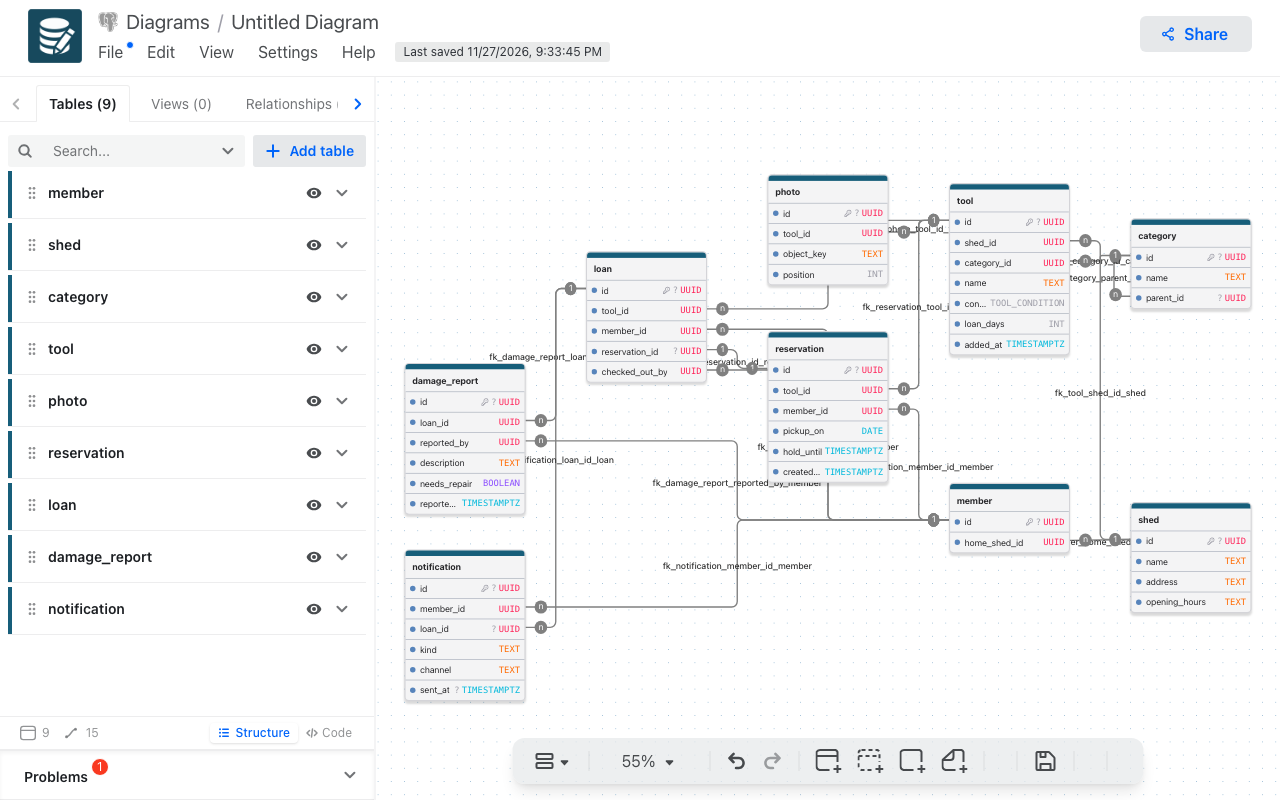 Diagrams / Untitled Diagram
File Edit View Settings Help Last saved 11/27/2026, 9:33:45 PM
Share
Tables (9) Views (0) Relationships
Search...
Add table
member
shed
category
tool
photo
reservation
loan
damage_report
notification
9 15 Structure Code
Problems 1
photo
id ? UUID
tool_id UUID
object_key TEXT
position INT
tool
id ? UUID
shed_id UUID
category_id UUID
name TEXT
con... TOOL_CONDITION
loan_days INT
added_at TIMESTAMPTZ
category
id ? UUID
name TEXT
parent_id ? UUID
loan
id ? UUID
tool_id UUID
member_id UUID
reservation_id ? UUID
checked_out_by UUID
reservation
id ? UUID
tool_id UUID
member_id UUID
pickup_on DATE
hold_until TIMESTAMPTZ
created... TIMESTAMPTZ
damage_report
id ? UUID
loan_id UUID
reported_by UUID
description TEXT
needs_repair BOOLEAN
reporte... TIMESTAMPTZ
notification
id ? UUID
member_id UUID
loan_id ? UUID
kind TEXT
channel TEXT
sent_at ? TIMESTAMPTZ
member
id ? UUID
home_shed_id UUID
shed
id ? UUID
name TEXT
address TEXT
opening_hours TEXT
fk_reservation_tool_i
fk_damage_report_loan
fk_tool_shed_id_shed
ification_loan_id_loan
tion_member_id_member
fk_damage_report_reported_by_member
fk_notification_member_id_member
55%